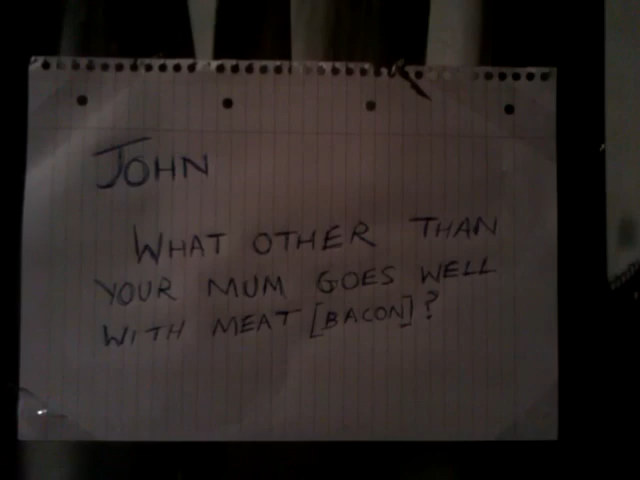 JOHN
WHAT OTHER THAN
YOUR MUM GOES WELL
WITH MEAT [BACON]?